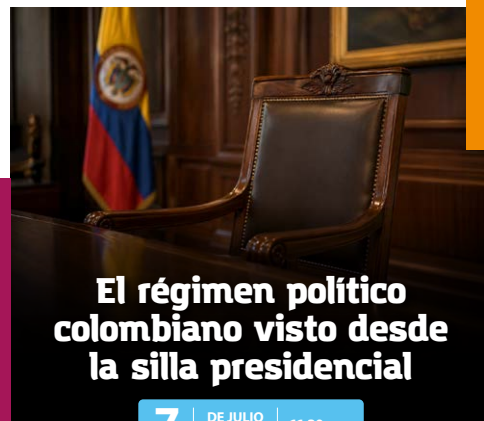 El régimen político
colombiano visto desde
la silla presidencial
7 DE JULIO